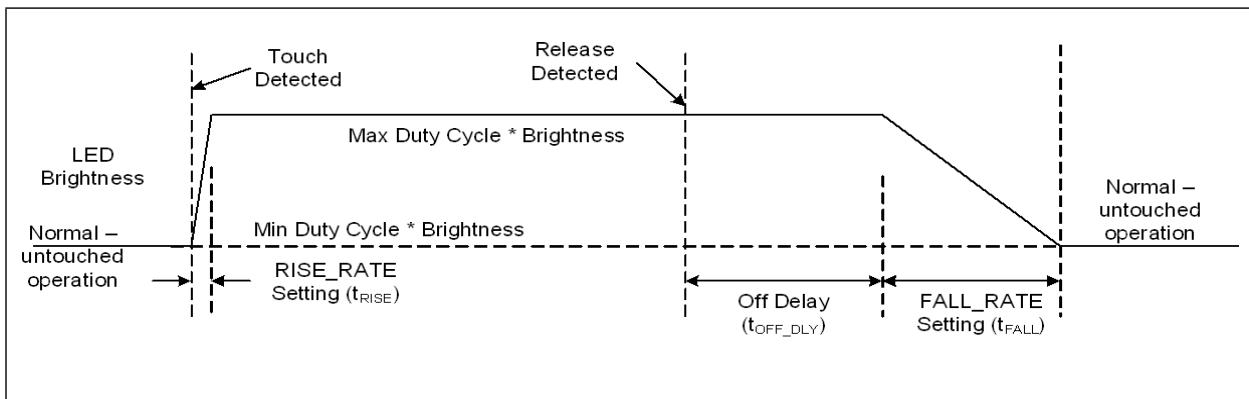 Touch
Detected
Release
Detected
Max Duty Cycle * Brightness
LED
Brightness
Normal –
untouched
operation
Min Duty Cycle * Brightness
Normal –
untouched
operation
RISE_RATE
Setting (tRISE)
Off Delay
(tOFF_DLY)
FALL_RATE
Setting (tFALL)